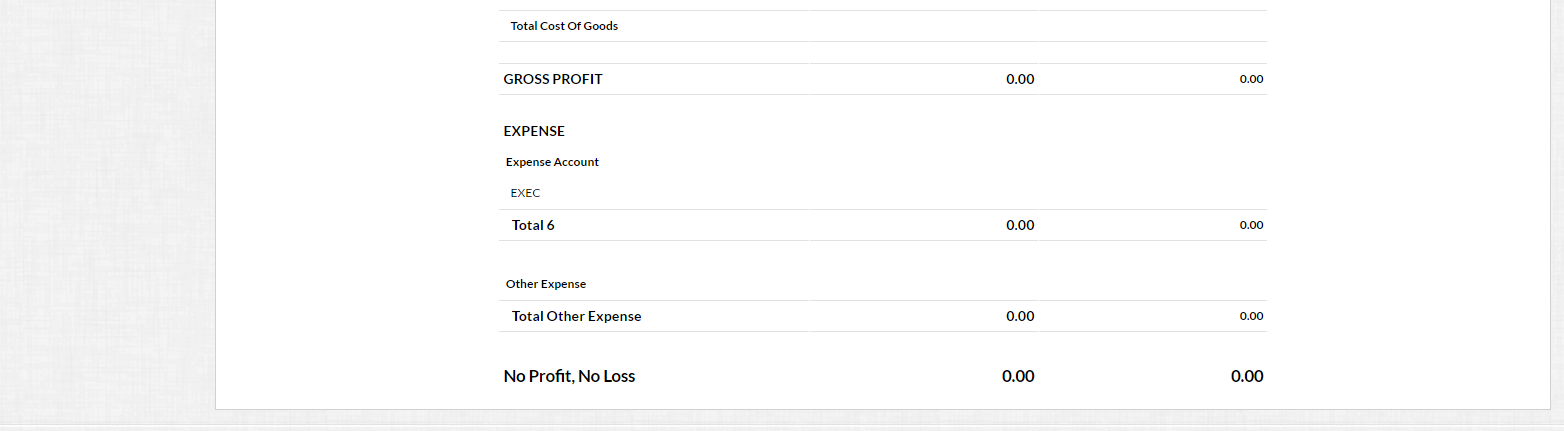 Total Cost Of Goods
GROSS PROFIT 0.00 0.00
EXPENSE
Expense Account
EXEC
Total 6 0.00 0.00
Other Expense
Total Other Expense 0.00 0.00
No Profit, No Loss 0.00 0.00